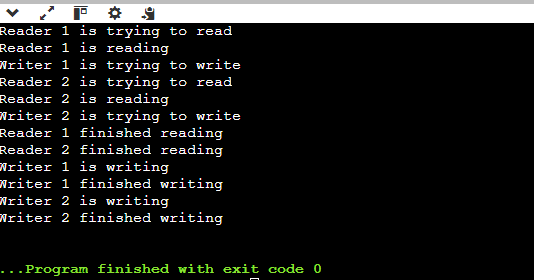 Reader 1 is trying to read
Reader 1 is reading
Writer 1 is trying to write
Reader 2 is trying to read
Reader 2 is reading
Writer 2 is trying to write
Reader 1 finished reading
Reader 2 finished reading
Writer 1 is writing
Writer 1 finished writing
Writer 2 is writing
Writer 2 finished writing
...Program finished with exit code 0